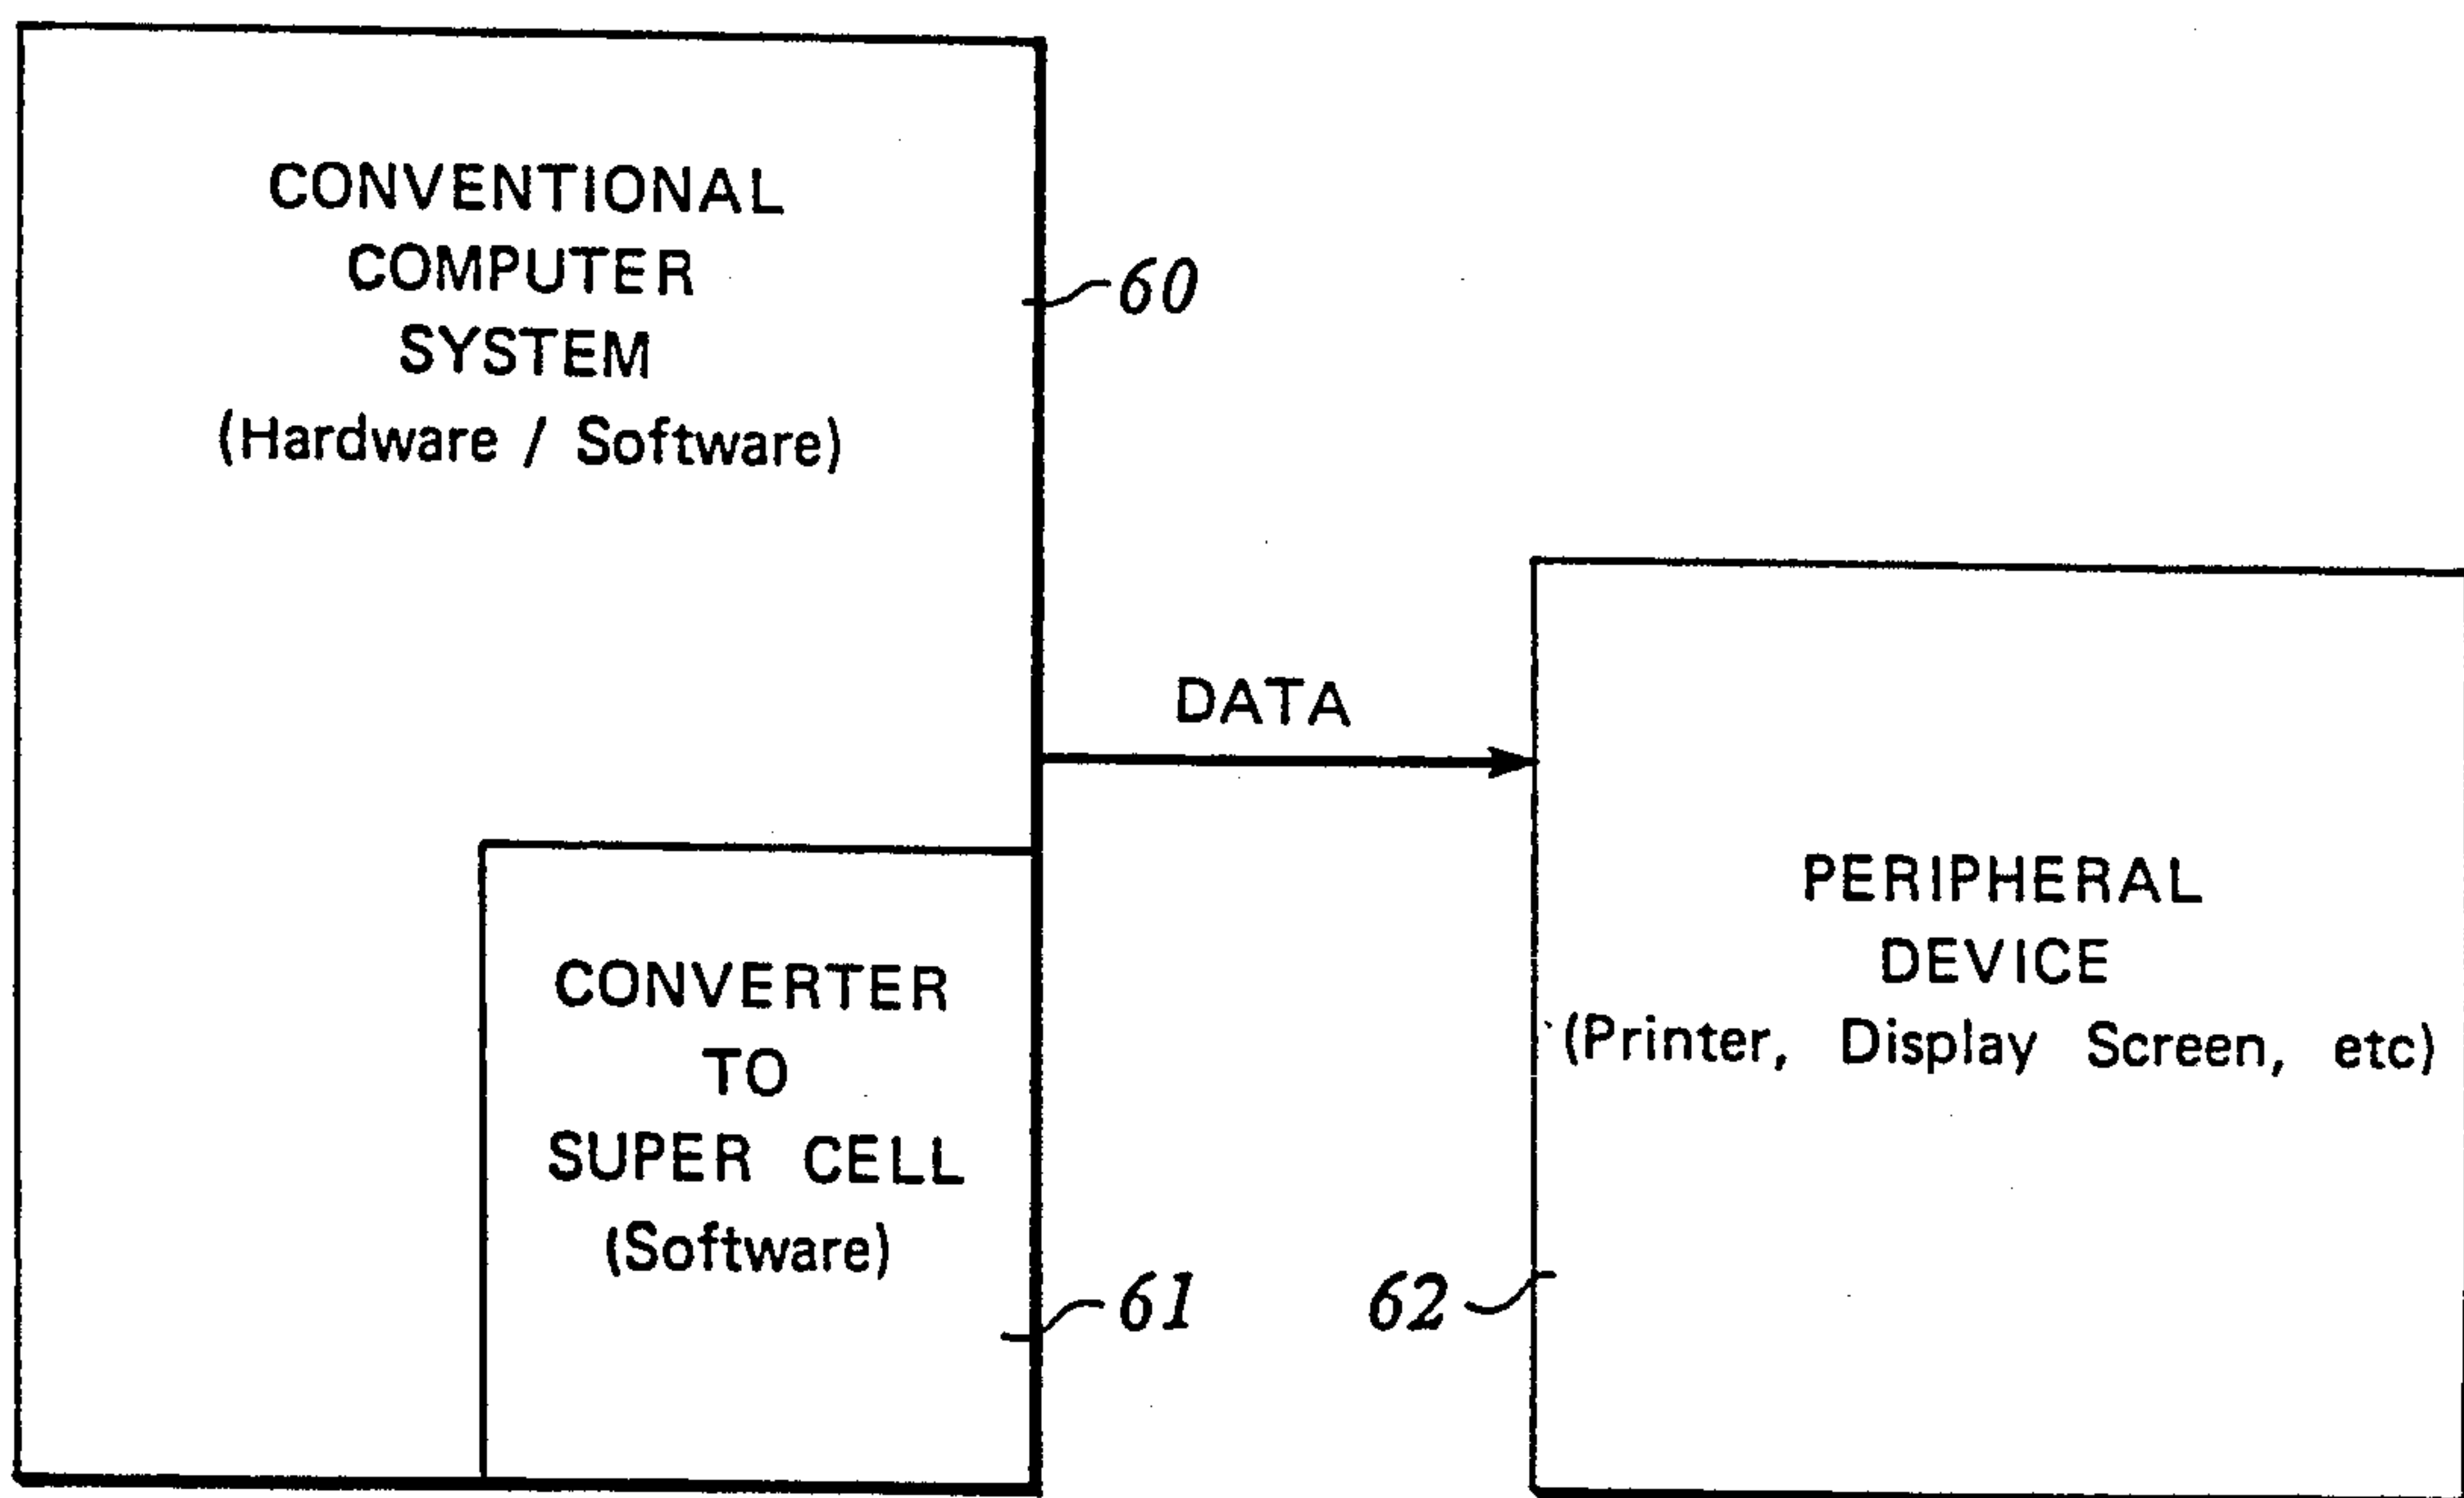 CONVENTIONAL
COMPUTER
SYSTEM
(Hardware / Software)
60
DATA
CONVERTER
TO
SUPER CELL
(Software)
61
PERIPHERAL
DEVICE
(Printer, Display Screen, etc)
62